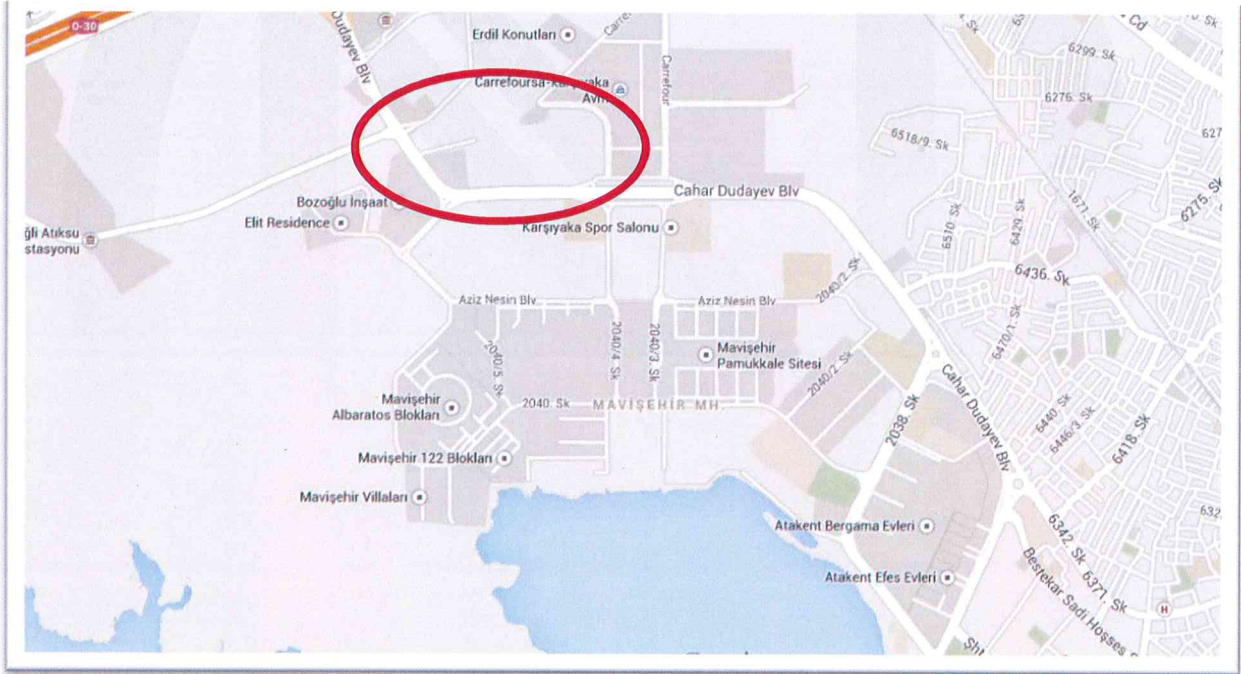 O-30
Dudayev Blv
Erdil Konutları
Carrefoursa-Karşıyaka
Avm
Carrefour
Cd
6299. Sk
6276. Sk
6518/9. Sk
1671. Sk
6275. Sk
Bozoğlu İnşaat
Elit Residence
ğli Atıksu
stasyonu
Cahar Dudayev Blv
Karşıyaka Spor Salonu
6510. Sk
6429. Sk
6436. Sk
Aziz Nesin Blv
Aziz Nesin Blv
2040/2. Sk
2040/5. Sk
2040/4. Sk
2040/3. Sk
Mavişehir
Pamukkale Sitesi
2040/2. Sk
6470/1. Sk
Cahar Dudayev Blv
Mavişehir
Albaratos Blokları
2040. Sk
MAVİŞEHİR MH.
2038. Sk
6440. Sk
6446/3. Sk
6418. Sk
Mavişehir 122 Blokları
Mavişehir Villaları
Atakent Bergama Evleri
Atakent Efes Evleri
6342. Sk
6371. Sk
Bestekar Sadi Hoşses
H
Şht